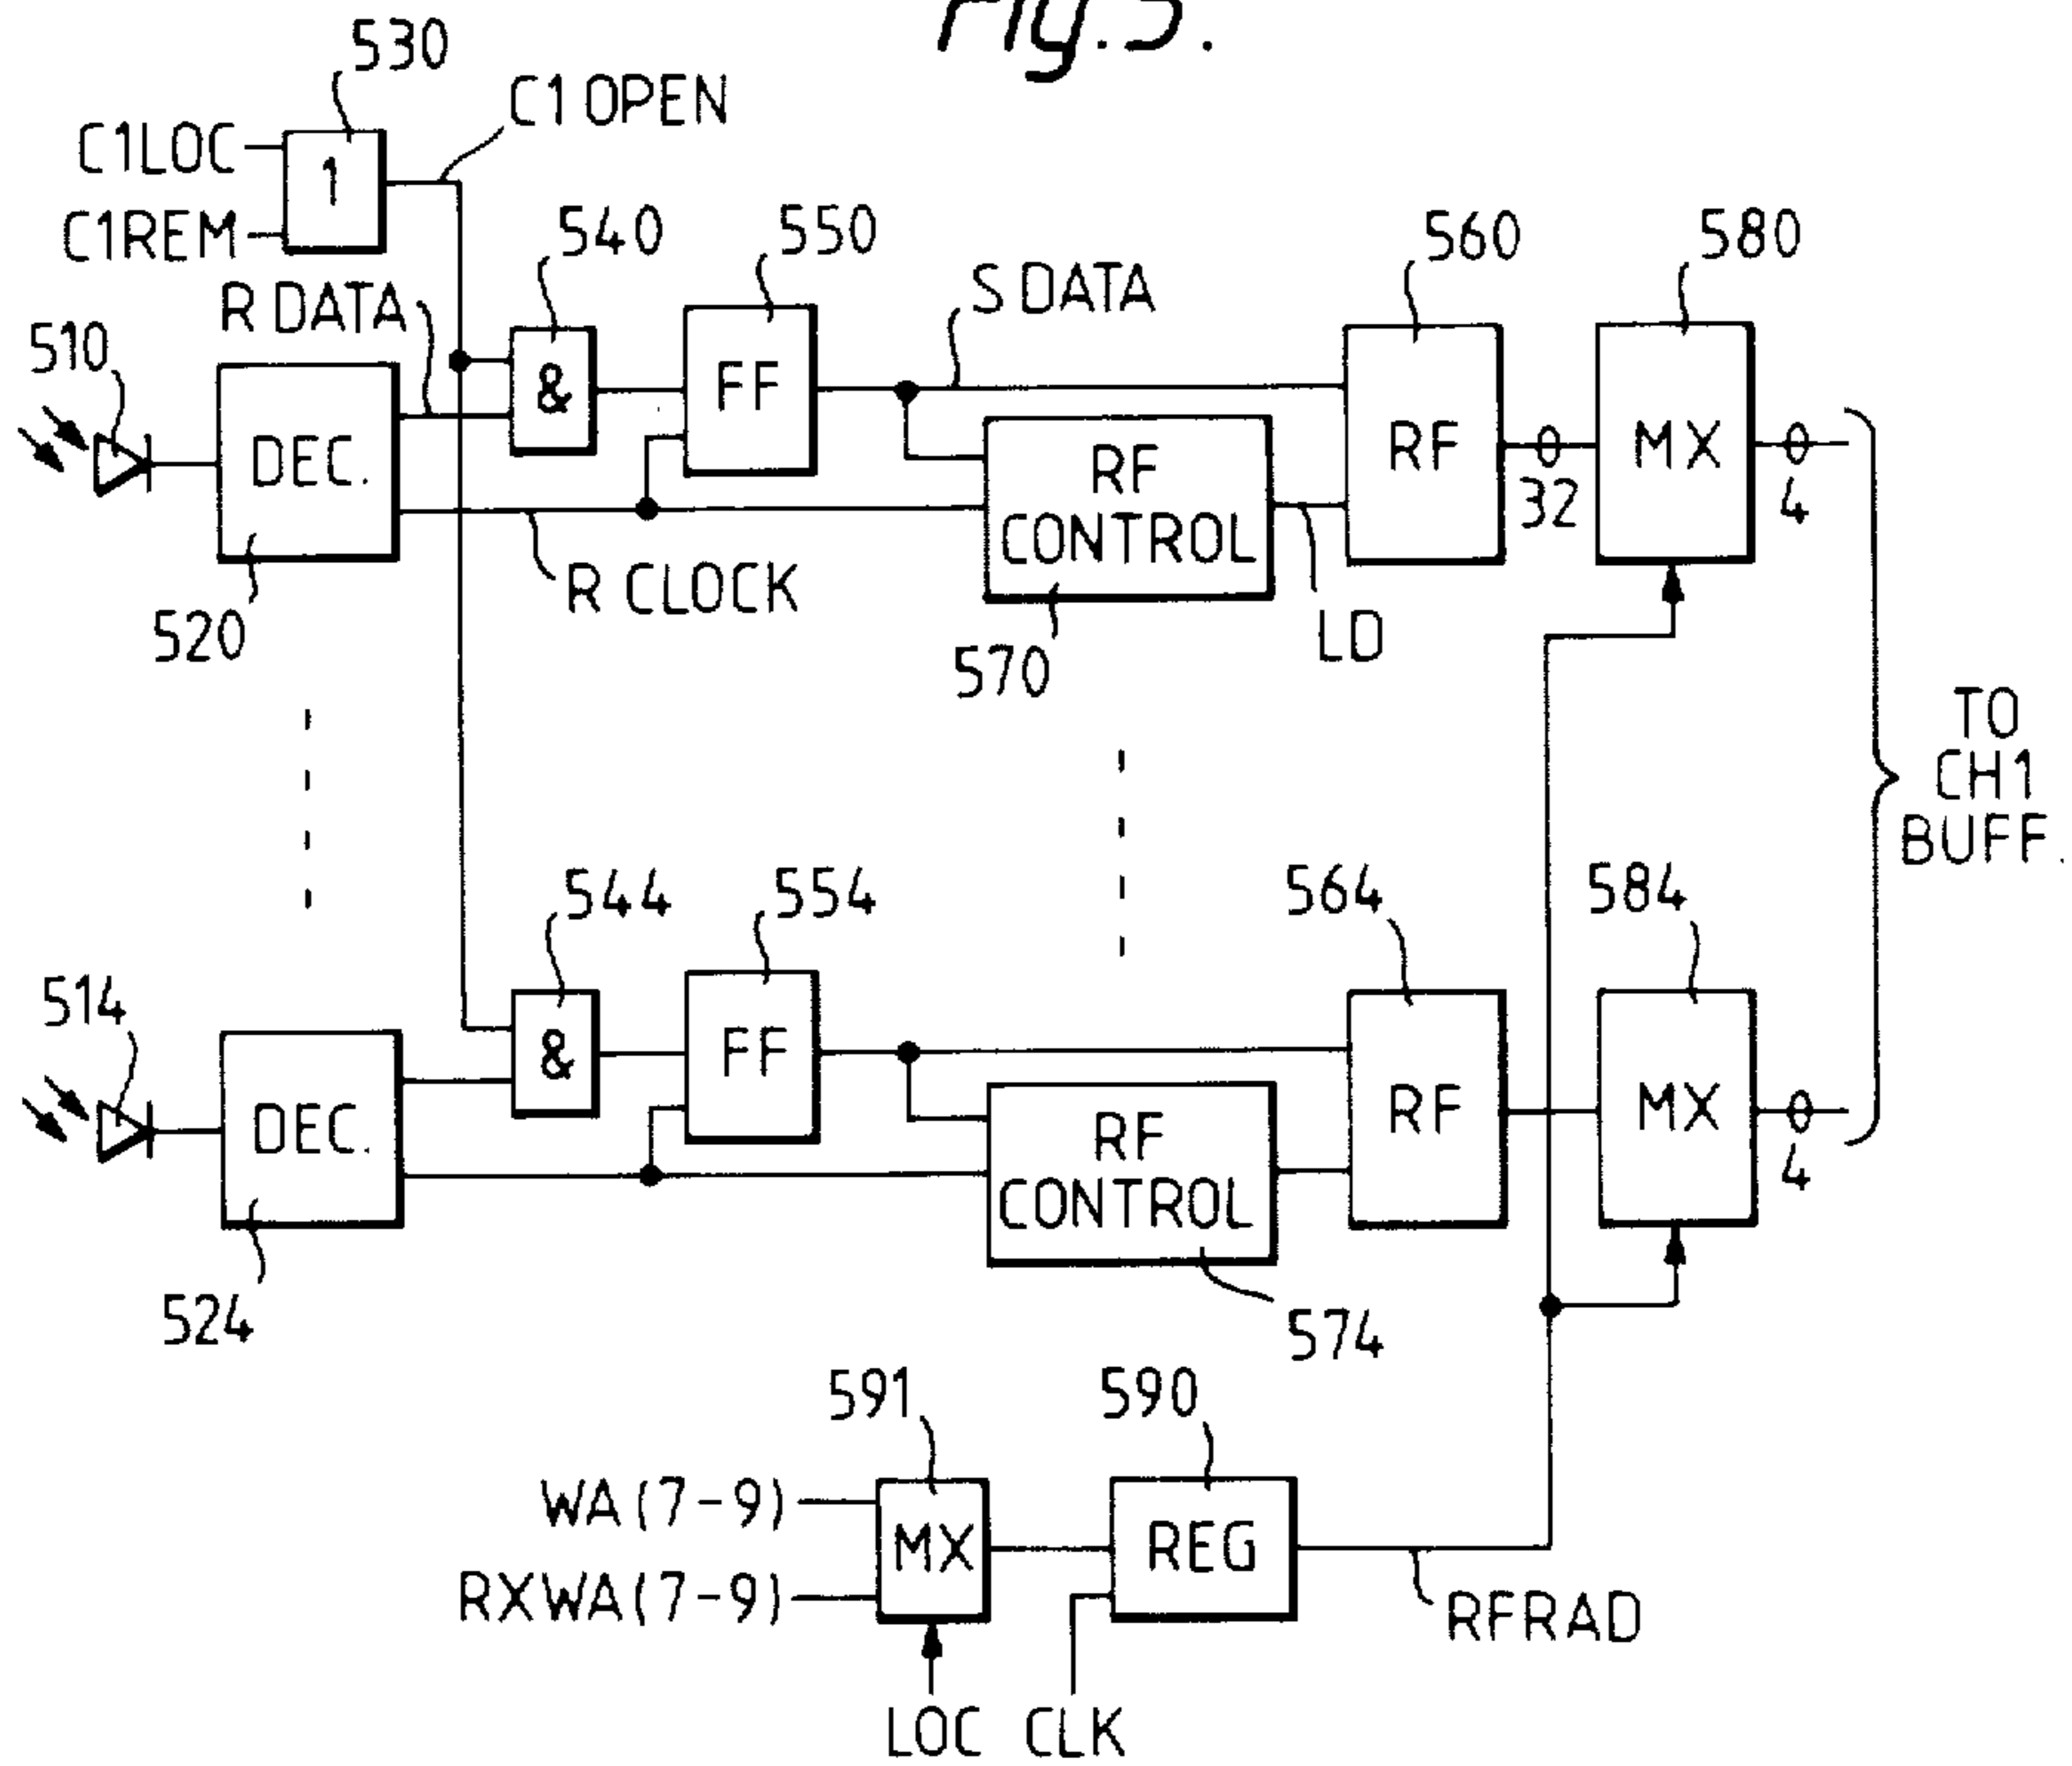 Fig. 5.
530
C1 OPEN
C1LOC
1
C1REM
540
550
560
580
R DATA
S DATA
510
&
FF
DEC.
RF
CONTROL
RF
32
MX
4
R CLOCK
520
570
LD
TO
CH1
BUFF.
544
554
564
584
514
&
FF
DEC.
RF
CONTROL
RF
MX
4
524
574
591
590
WA(7-9)
MX
REG
RXWA(7-9)
RFRAD
LOC
CLK